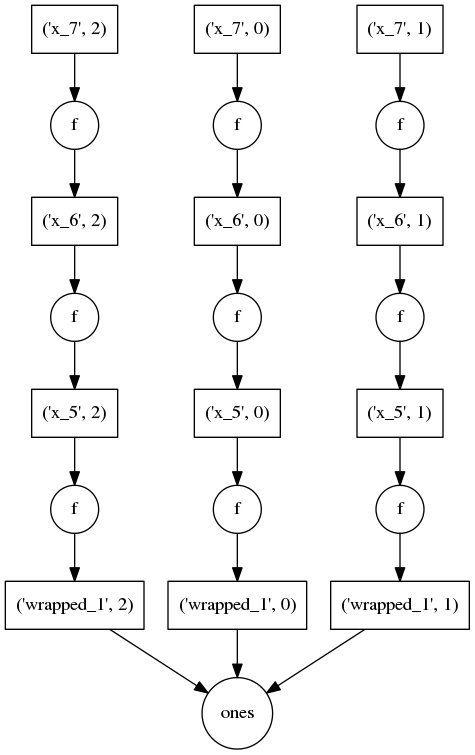 ('x_7', 2) ('x_7', 0) ('x_7', 1)
f f f
('x_6', 2) ('x_6', 0) ('x_6', 1)
f f f
('x_5', 2) ('x_5', 0) ('x_5', 1)
f f f
('wrapped_1', 2) ('wrapped_1', 0) ('wrapped_1', 1)
ones